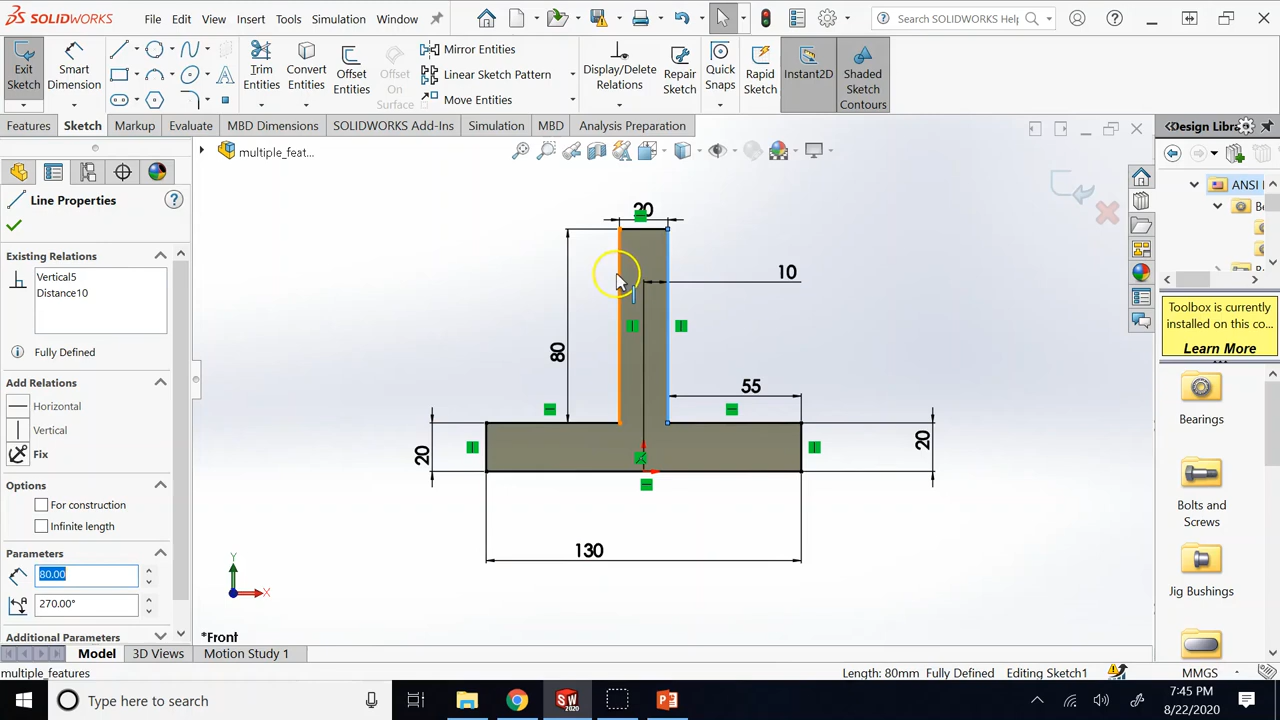 SOLIDWORKS File Edit View Insert Tools Simulation Window Search SOLIDWORKS Help
Exit Sketch
Smart Dimension
Trim Entities
Convert Entities
Offset Entities
Offset On Surface
Mirror Entities
Linear Sketch Pattern
Move Entities
Display/Delete Relations
Repair Sketch
Quick Snaps
Rapid Sketch
Instant2D
Shaded Sketch Contours
Features Sketch Markup Evaluate MBD Dimensions SOLIDWORKS Add-Ins Simulation MBD Analysis Preparation
Design Library
multiple_feat...
ANSI
Line Properties
Existing Relations
Vertical5
Distance10
Fully Defined
Add Relations
Horizontal
Vertical
Fix
Options
For construction
Infinite length
Parameters
80.00
270.00°
Additional Parameters
20
10
80
55
20
20
130
Y
X
*Front
Toolbox is currently
installed on this co...
Learn More
Bearings
Bolts and
Screws
Jig Bushings
Model 3D Views Motion Study 1
multiple_features Length: 80mm Fully Defined Editing Sketch1 MMGS
Type here to search
7:45 PM
8/22/2020